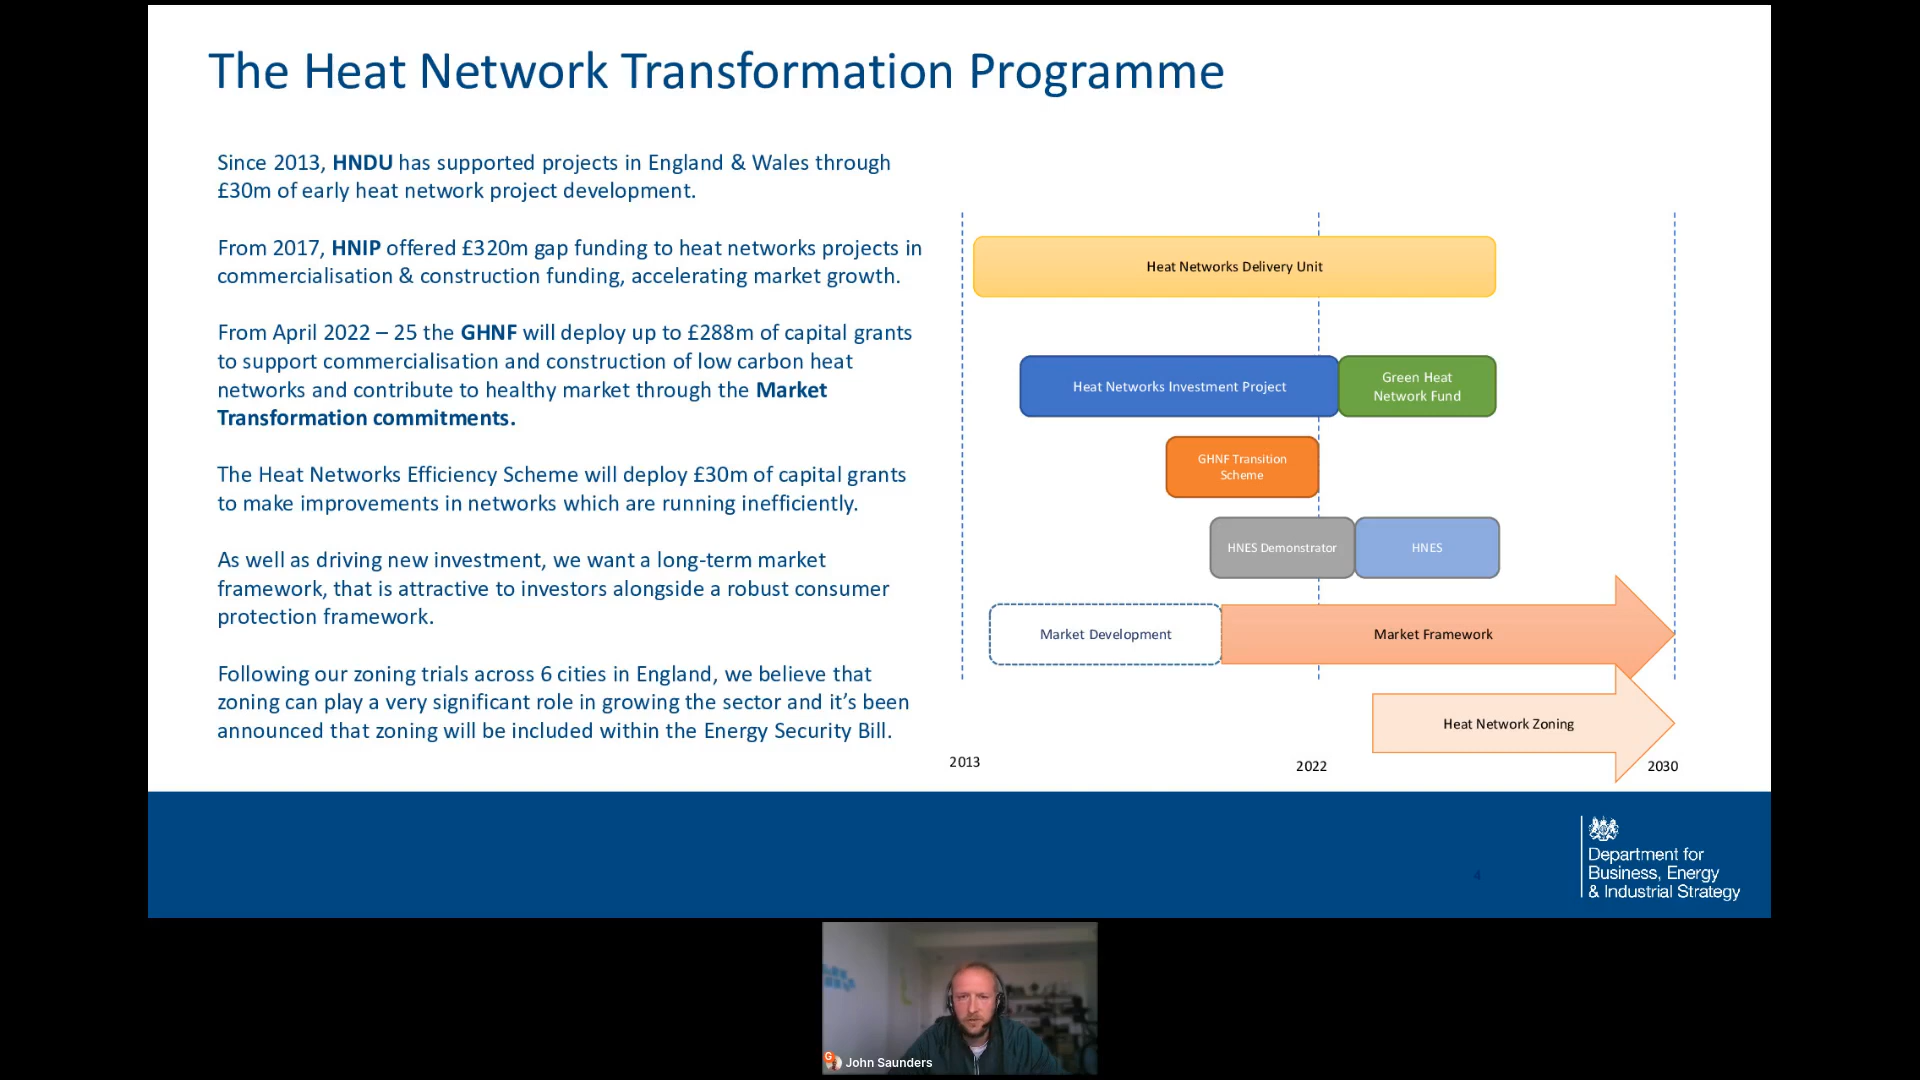 The Heat Network Transformation Programme
Since 2013, HNDU has supported projects in England & Wales through
£30m of early heat network project development.
From 2017, HNIP offered £320m gap funding to heat networks projects in
commercialisation & construction funding, accelerating market growth.
From April 2022 – 25 the GHNF will deploy up to £288m of capital grants
to support commercialisation and construction of low carbon heat
networks and contribute to healthy market through the Market
Transformation commitments.
The Heat Networks Efficiency Scheme will deploy £30m of capital grants
to make improvements in networks which are running inefficiently.
As well as driving new investment, we want a long-term market
framework, that is attractive to investors alongside a robust consumer
protection framework.
Following our zoning trials across 6 cities in England, we believe that
zoning can play a very significant role in growing the sector and it’s been
announced that zoning will be included within the Energy Security Bill.
Heat Networks Delivery Unit
Heat Networks Investment Project
Green Heat
Network Fund
GHNF Transition
Scheme
HNES Demonstrator
HNES
Market Development
Market Framework
Heat Network Zoning
2013
2022
2030
4
Department for
Business, Energy
& Industrial Strategy
G
John Saunders